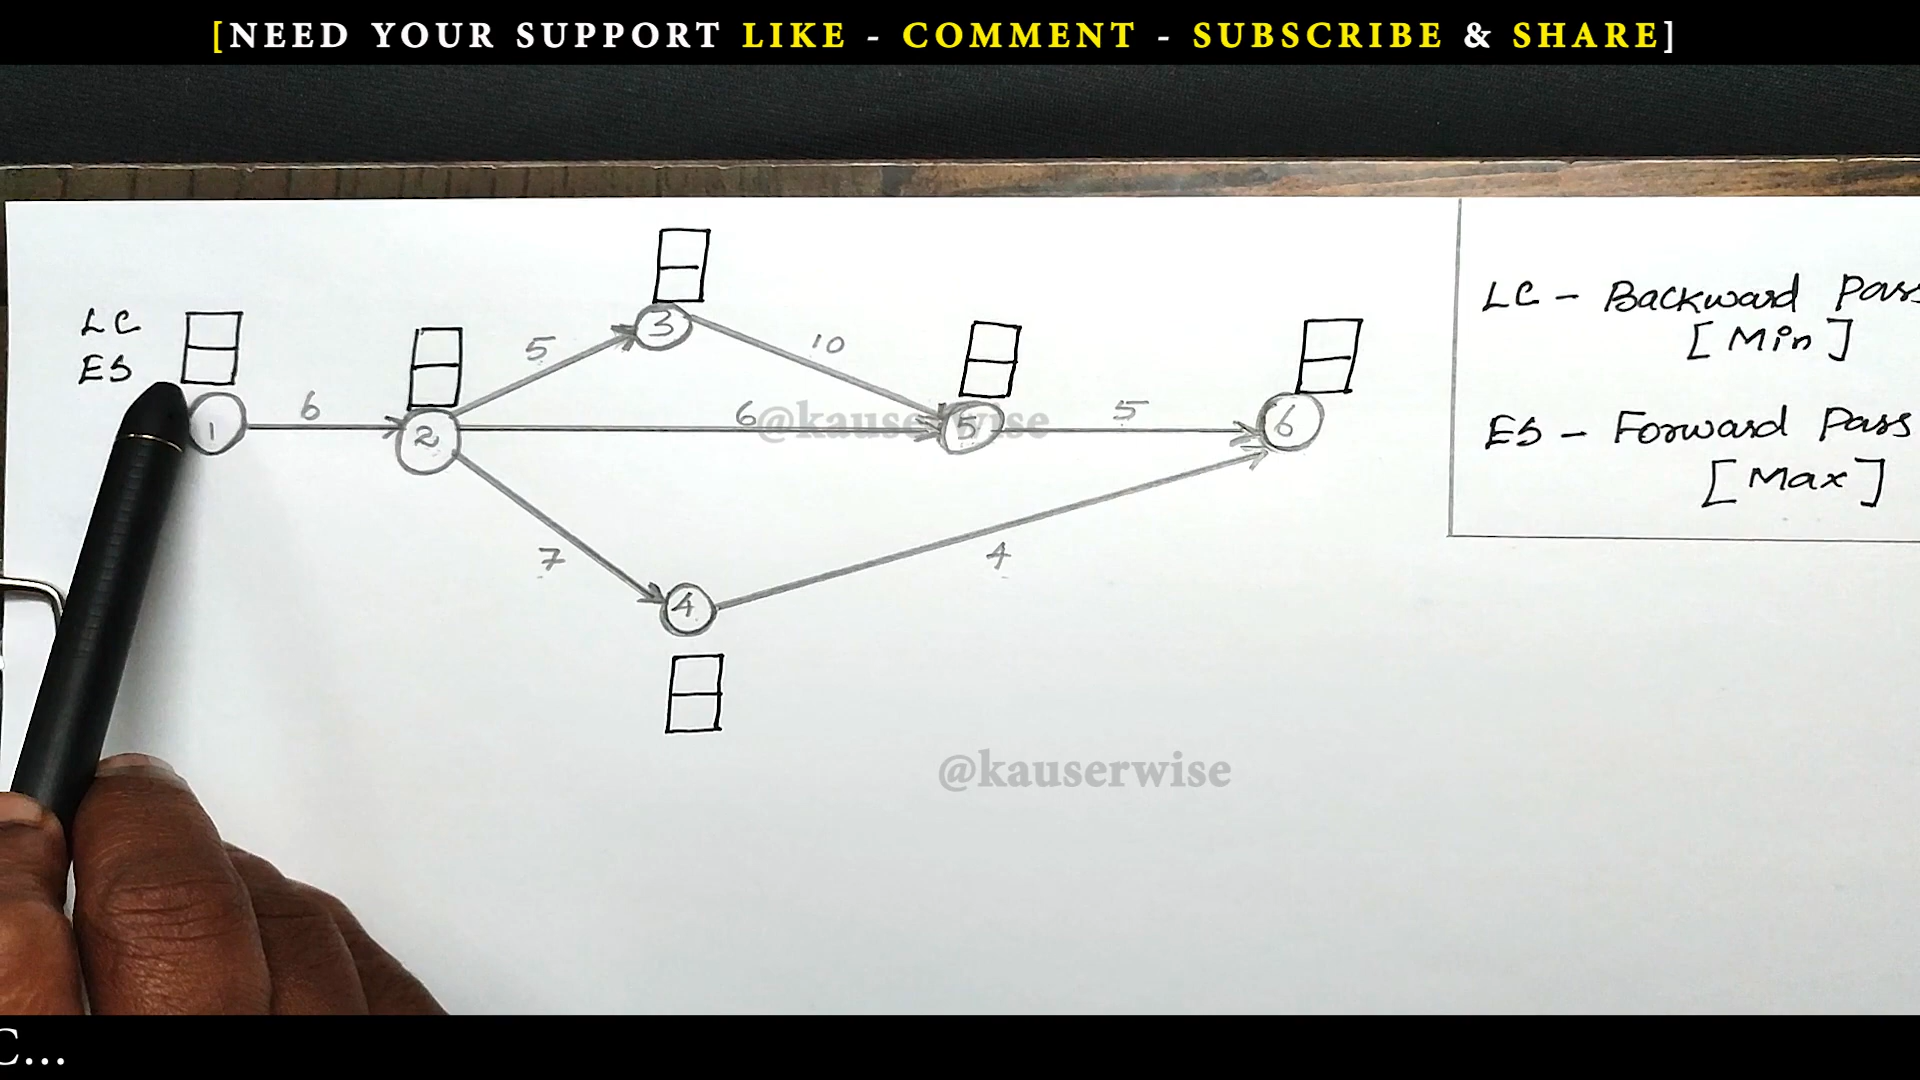 [NEED YOUR SUPPORT LIKE - COMMENT - SUBSCRIBE & SHARE]
LC
ES
1
6
2
5
3
10
6
@kauserwise
5
5
6
7
4
4
LC - Backward Pass
[Min]
ES - Forward Pass
[Max]
@kauserwise
C...